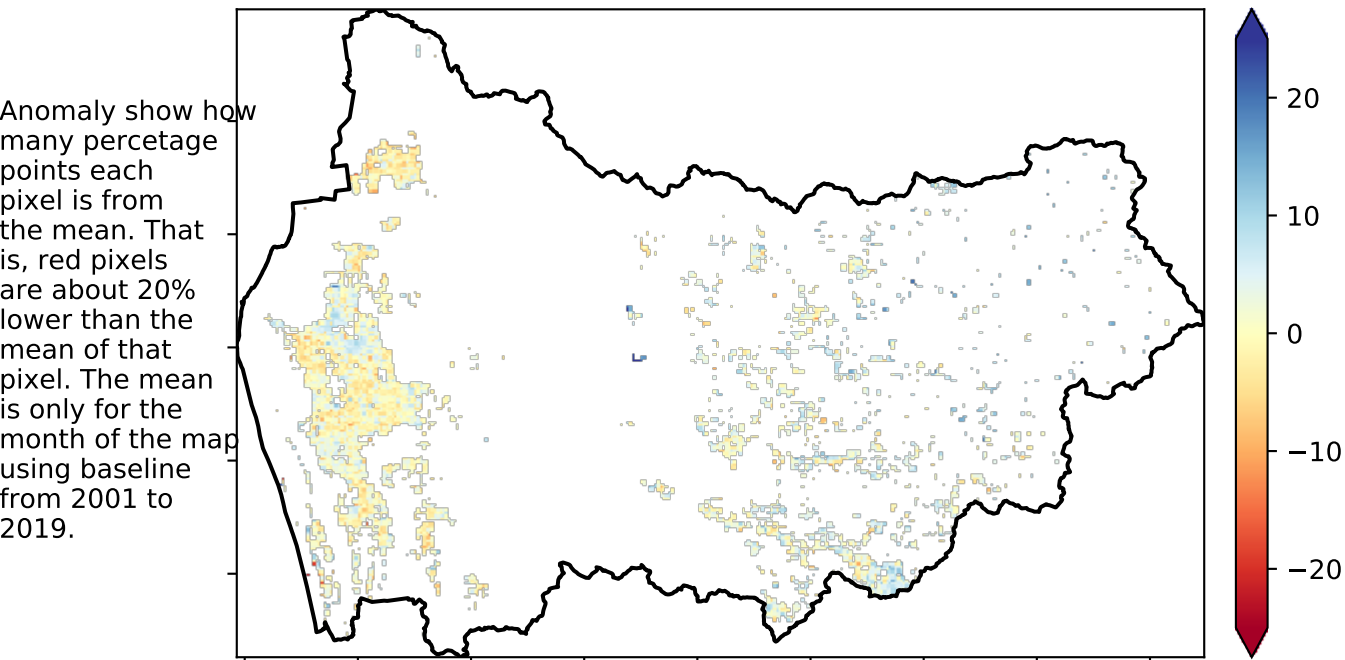 Anomaly show how
many percetage
points each
pixel is from
the mean. That
is, red pixels
are about 20%
lower than the
mean of that
pixel. The mean
is only for the
month of the map
using baseline
from 2001 to
2019.
20
10
0
−10
−20